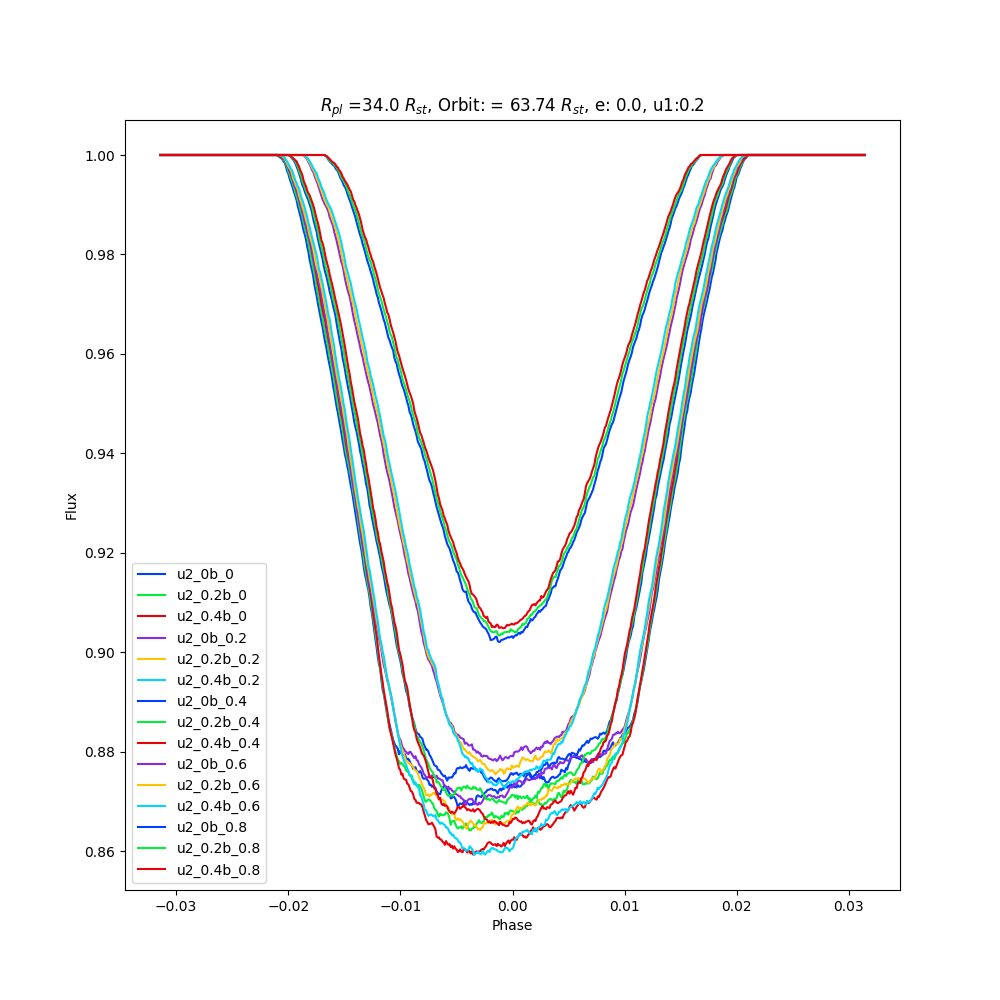 R_pl =34.0 R_st, Orbit: = 63.74 R_st, e: 0.0, u1:0.2
1.00
0.98
0.96
0.94
0.92
0.90
0.88
0.86
Flux
u2_0b_0
u2_0.2b_0
u2_0.4b_0
u2_0b_0.2
u2_0.2b_0.2
u2_0.4b_0.2
u2_0b_0.4
u2_0.2b_0.4
u2_0.4b_0.4
u2_0b_0.6
u2_0.2b_0.6
u2_0.4b_0.6
u2_0b_0.8
u2_0.2b_0.8
u2_0.4b_0.8
−0.03 −0.02 −0.01 0.00 0.01 0.02 0.03
Phase